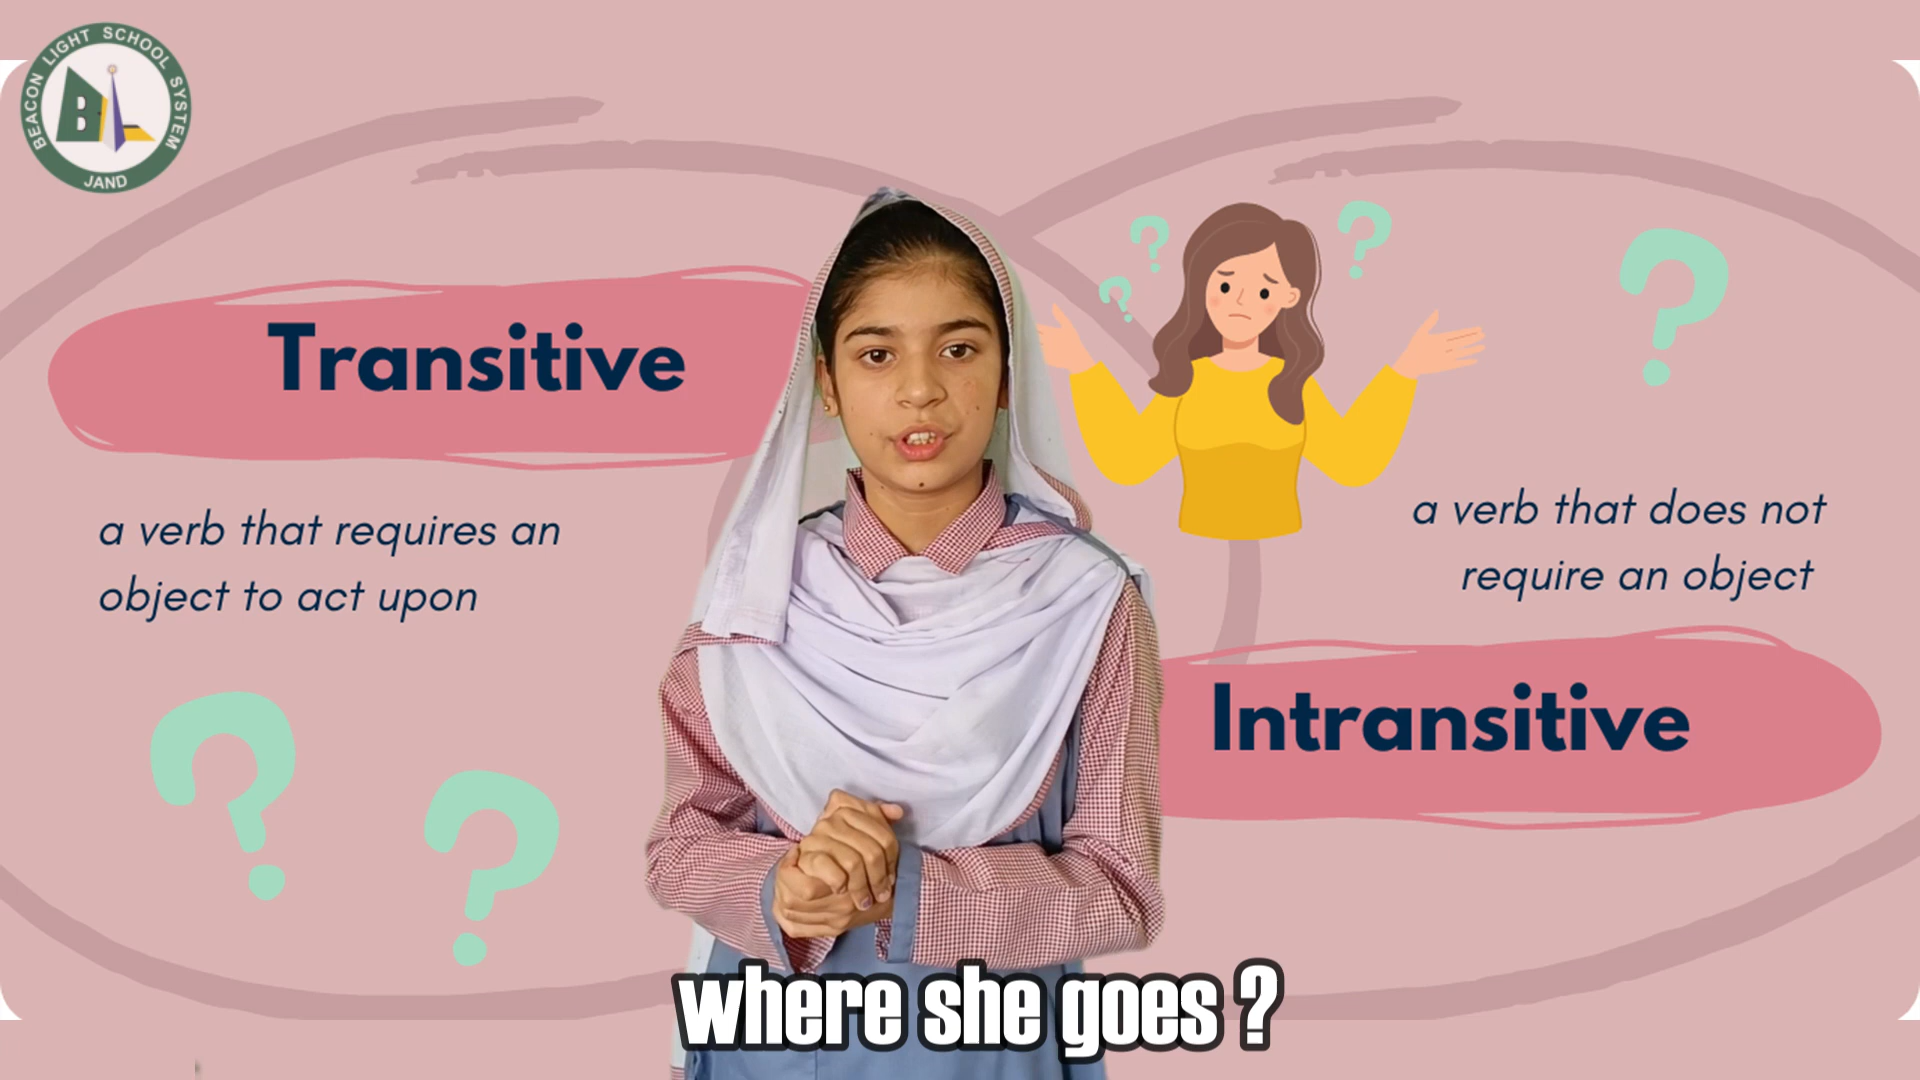 BEACON LIGHT SCHOOL SYSTEM
BL
JAND
Transitive
a verb that requires an
object to act upon
a verb that does not
require an object
Intransitive
where she goes ?